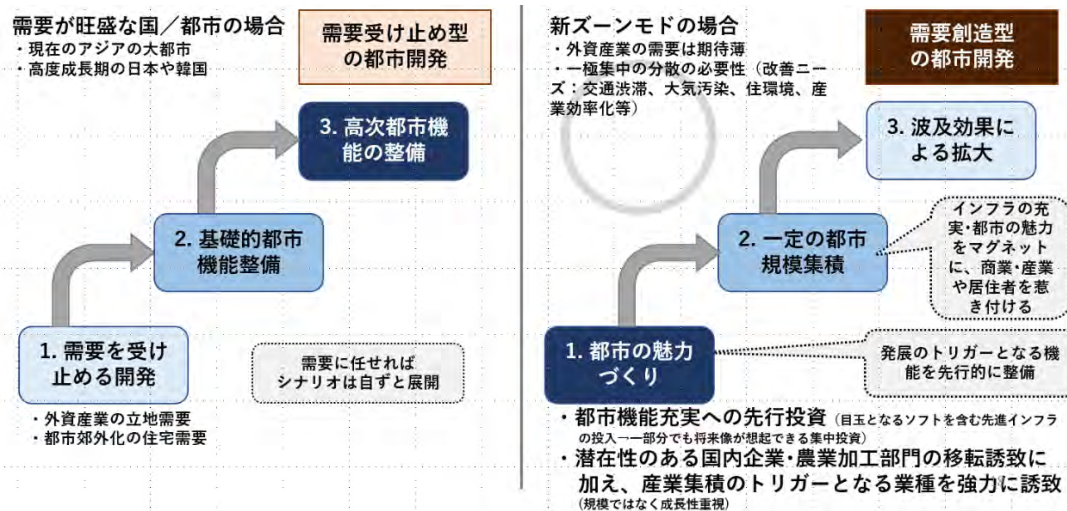 需要が旺盛な国／都市の場合
・現在のアジアの大都市
・高度成長期の日本や韓国
需要受け止め型
の都市開発
3. 高次都市機
能の整備
2. 基礎的都市
機能整備
1. 需要を受け
止める開発
・外資産業の立地需要
・都市郊外化の住宅需要
需要に任せれば
シナリオは自ずと展開
新ズーンモドの場合
・外資産業の需要は期待薄
・一極集中の分散の必要性（改善ニー
ズ：交通渋滞、大気汚染、住環境、産
業効率化等）
需要創造型
の都市開発
3. 波及効果に
よる拡大
2. 一定の都市
規模集積
インフラの充
実・都市の魅力
をマグネット
に、商業・産業
や居住者を惹
き付ける
1. 都市の魅力
づくり
発展のトリガーとなる機
能を先行的に整備
・都市機能充実への先行投資（目玉となるソフトを含む先進インフラ
の投入→一部分でも将来像が想起できる集中投資）
・潜在性のある国内企業・農業加工部門の移転誘致に
加え、産業集積のトリガーとなる業種を強力に誘致
（規模ではなく成長性重視）